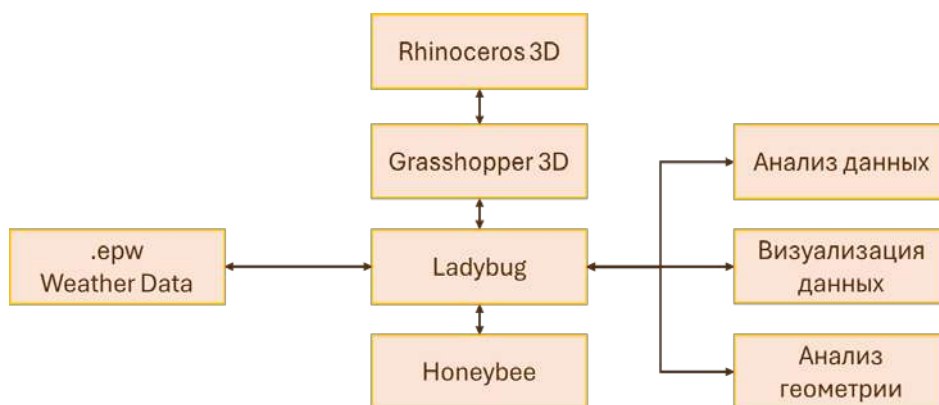 Rhinoceros 3D
Grasshopper 3D
Анализ данных
.epw
Weather Data
Ladybug
Визуализация
данных
Honeybee
Анализ
геометрии